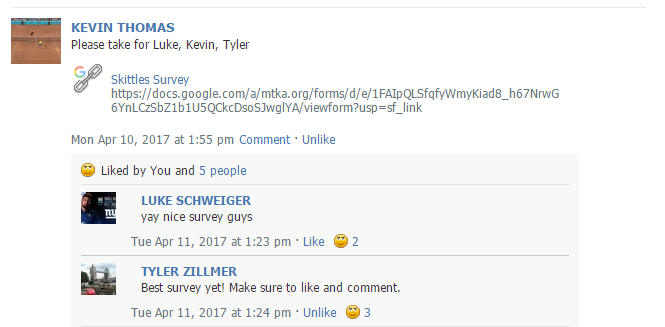 KEVIN THOMAS
Please take for Luke, Kevin, Tyler
Skittles Survey
https://docs.google.com/a/mtka.org/forms/d/e/1FAIpQLSfqfyWmyKiad8_h67NrwG
6YnLCzSbZ1b1U5QCkcDsoSJwglYA/viewform?usp=sf_link
Mon Apr 10, 2017 at 1:55 pm Comment · Unlike
Liked by You and 5 people
LUKE SCHWEIGER
yay nice survey guys
Tue Apr 11, 2017 at 1:23 pm · Like 2
TYLER ZILLMER
Best survey yet! Make sure to like and comment.
Tue Apr 11, 2017 at 1:24 pm · Unlike 3